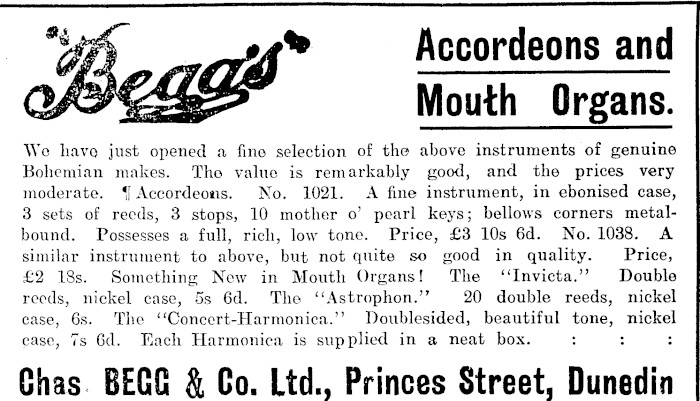 "Begg's"
Accordeons and
Mouth Organs.
We have just opened a fine selection of the above instruments of genuine
Bohemian makes. The value is remarkably good, and the prices very
moderate. ¶ Accordeons. No. 1021. A fine instrument, in ebonised case,
3 sets of reeds, 3 stops, 10 mother o' pearl keys; bellows corners metal-
bound. Possesses a full, rich, low tone. Price, £3 10s 6d. No. 1038. A
similar instrument to above, but not quite so good in quality. Price,
£2 18s. Something New in Mouth Organs! The "Invicta." Double
reeds, nickel case, 5s 6d. The "Astrophon." 20 double reeds, nickel
case, 6s. The "Concert-Harmonica." Doublesided, beautiful tone, nickel
case, 7s 6d. Each Harmonica is supplied in a neat box. : : :
Chas. BEGG & Co. Ltd., Princes Street, Dunedin